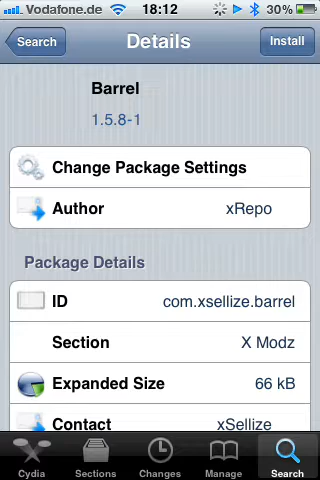 Vodafone.de 18:12 30%
Search Details Install
Barrel
1.5.8-1
Change Package Settings
Author xRepo
Package Details
ID com.xsellize.barrel
Section X Modz
Expanded Size 66 kB
Contact xSellize
Cydia Sections Changes Manage Search